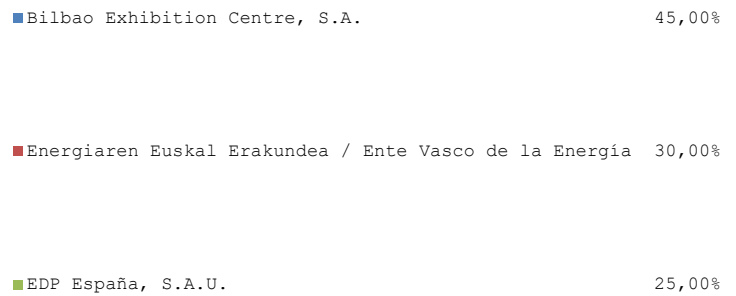 Bilbao Exhibition Centre, S.A. 45,00%
Energiaren Euskal Erakundea / Ente Vasco de la Energía 30,00%
EDP España, S.A.U. 25,00%